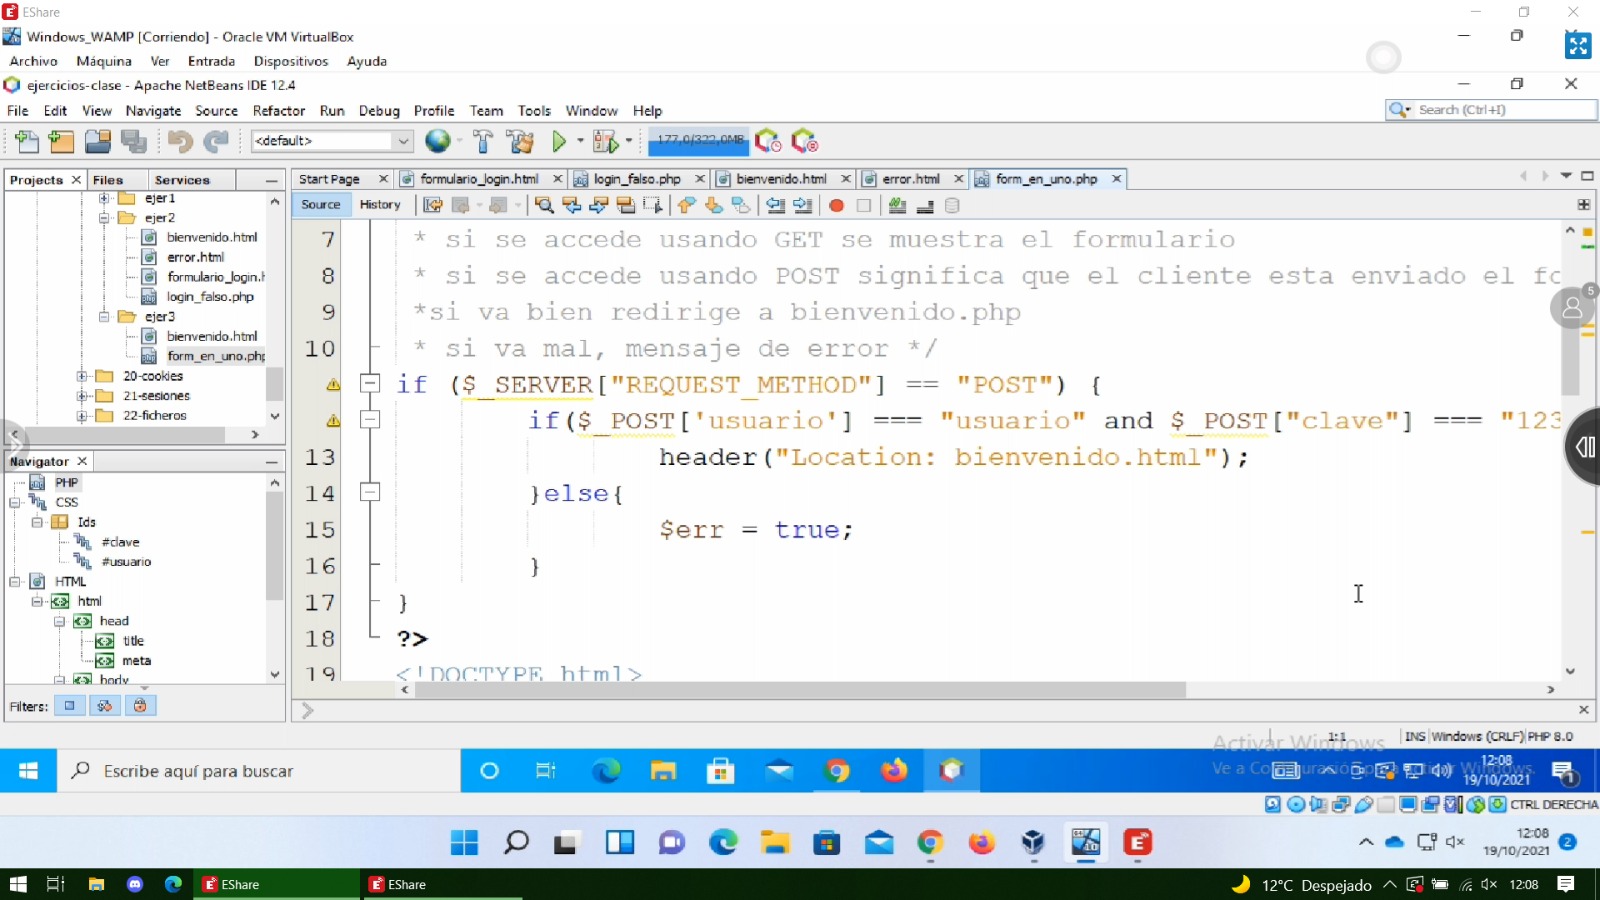 EShare
Windows_WAMP [Corriendo] - Oracle VM VirtualBox
Archivo Máquina Ver Entrada Dispositivos Ayuda
ejercicios-clase - Apache NetBeans IDE 12.4
File Edit View Navigate Source Refactor Run Debug Profile Team Tools Window Help
Search (Ctrl+I)
<default>
177,0/322,0MB
Projects Files Services
Start Page formulario_login.html login_falso.php bienvenido.html error.html form_en_uno.php
Source History
ejer1
ejer2
bienvenido.html
error.html
formulario_login.h
login_falso.php
ejer3
bienvenido.html
form_en_uno.php
20-cookies
21-sesiones
22-ficheros
7 * si se accede usando GET se muestra el formulario
8 * si se accede usando POST significa que el cliente esta enviado el fo
9 *si va bien redirige a bienvenido.php
10 * si va mal, mensaje de error */
if ($_SERVER["REQUEST_METHOD"] == "POST") {
if($_POST['usuario'] === "usuario" and $_POST["clave"] === "123
13 header("Location: bienvenido.html");
14 }else{
15 $err = true;
16 }
17 }
18 ?>
19 <!DOCTYPE html>
5
Navigator
PHP
CSS
Ids
#clave
#usuario
HTML
html
head
title
meta
body
Filters:
1:1 INS Windows (CRLF) PHP 8.0
Activar Windows
Ve a Configuración para activar Windows.
Escribe aquí para buscar
12:08
19/10/2021
1
CTRL DERECHA
12:08
19/10/2021
2
EShare
EShare
12°C Despejado
12:08